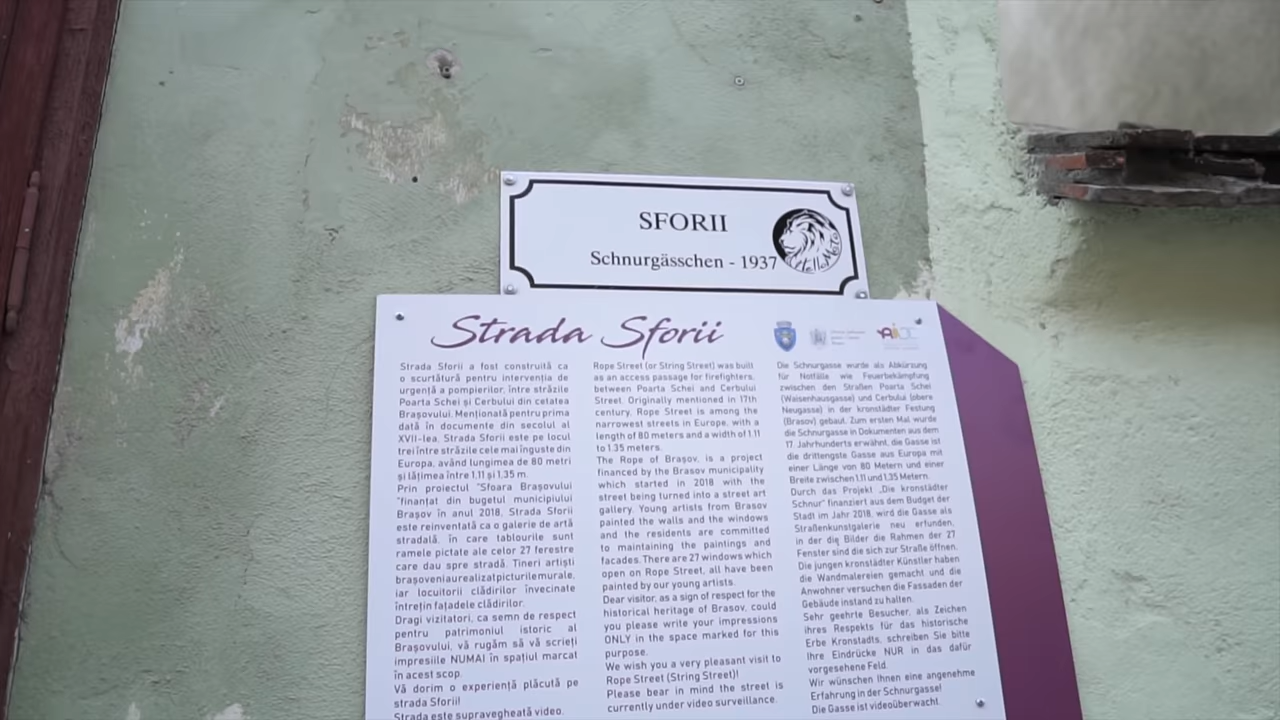 SFORII
Schnurgässchen - 1937
HelloMoto
Strada Sforii
Strada Sforii a fost construită ca
o scurtătură pentru intervenția de
urgență a pompierilor, între străzile
Poarta Schei și Cerbului din cetatea
Brașovului. Menționată pentru prima
dată în documente din secolul al
XVII-lea, Strada Sforii este pe locul
trei între străzile cele mai înguste din
Europa, având lungimea de 80 metri
și lățimea între 1,11 și 1,35 m.
Prin proiectul "Sfoara Brașovului
"finanțat din bugetul municipiului
Brașov în anul 2018, Strada Sforii
este reinventată ca o galerie de artă
stradală, în care tablourile sunt
ramele pictate ale celor 27 ferestre
care dau spre stradă. Tineri artiști
brașoveni au realizat picturile murale,
iar locuitorii clădirilor învecinate
întrețin fațadele clădirilor.
Dragi vizitatori, ca semn de respect
pentru patrimoniul istoric al
Brașovului, vă rugăm să vă scrieți
impresiile NUMAI în spațiul marcat
în acest scop.
Vă dorim o experiență plăcută pe
strada Sforii!
Strada este supravegheată video.
Rope Street (or String Street) was built
as an access passage for firefighters,
between Poarta Schei and Cerbului
Street. Originally mentioned in 17th
century, Rope Street is among the
narrowest streets in Europe, with a
length of 80 meters and a width of 1.11
to 1.35 meters.
The Rope of Brașov, is a project
financed by the Brasov municipality
which started in 2018 with the
street being turned into a street art
gallery. Young artists from Brasov
painted the walls and the windows
and the residents are committed
to maintaining the paintings and
facades. There are 27 windows which
open on Rope Street, all have been
painted by our young artists.
Dear visitor, as a sign of respect for the
historical heritage of Brasov, could
you please write your impressions
ONLY in the space marked for this
purpose.
We wish you a very pleasant visit to
Rope Street (String Street)!
Please bear in mind the street is
currently under video surveillance.
Die Schnurgasse wurde als Abkürzung
für Notfälle wie Feuerbekämpfung
zwischen den Straßen Poarta Schei
(Waisenhausgasse) und Cerbului (obere
Neugasse) in der kronstädter Festung
(Brasov) gebaut. Zum ersten Mal wurde
die Schnurgasse in Dokumenten aus dem
17. Jahrhunderts erwähnt, die Gasse ist
die drittengste Gasse aus Europa mit
einer Länge von 80 Metern und einer
Breite zwischen 1,11 und 1,35 Metern.
Durch das Projekt „Die kronstädter
Schnur" finanziert aus dem Budget der
Stadt im Jahr 2018, wird die Gasse als
Straßenkunstgalerie neu erfunden,
in der die Bilder die Rahmen der 27
Fenster sind die sich zur Straße öffnen.
Die jungen kronstädter Künstler haben
die Wandmalereien gemacht und die
Anwohner versuchen die Fassaden der
Gebäude instand zu halten.
Sehr geehrte Besucher, als Zeichen
ihres Respekts für das historische
Erbe Kronstadts, schreiben Sie bitte
Ihre Eindrücke NUR in das dafür
vorgesehene Feld.
Wir wünschen Ihnen eine angenehme
Erfahrung in der Schnurgasse!
Die Gasse ist videoüberwacht.